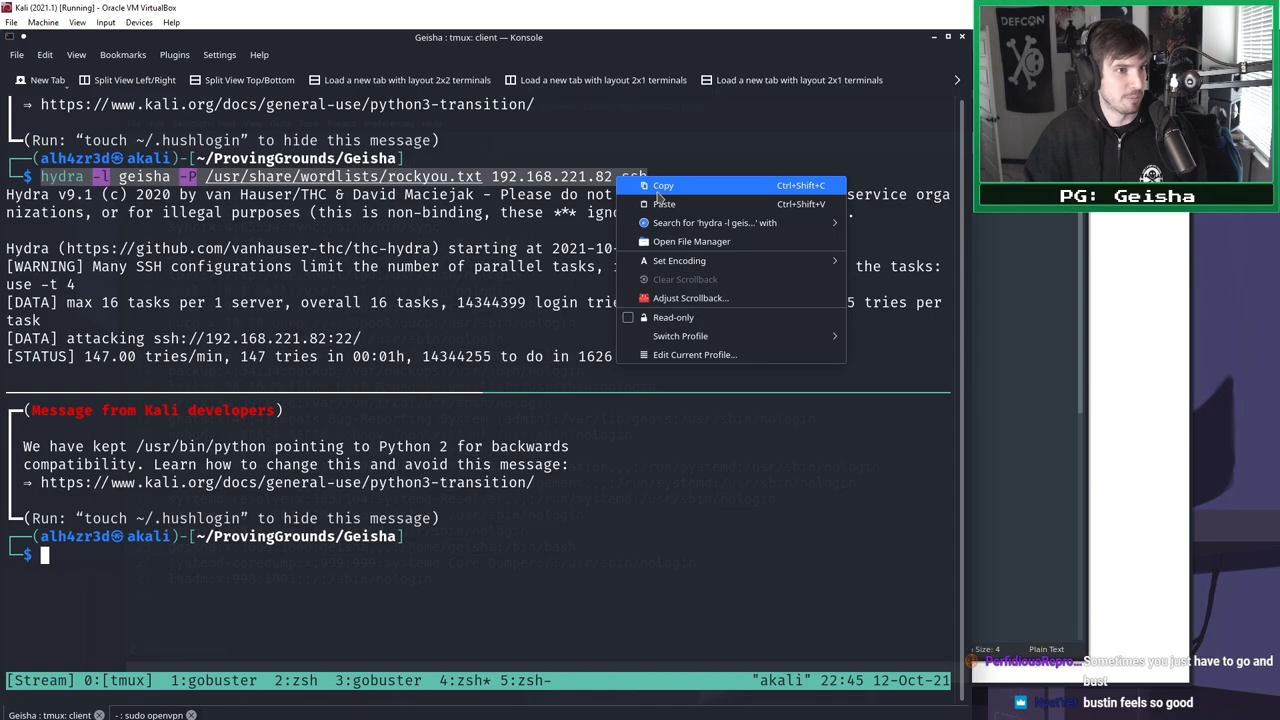 Kali (2021.1) [Running] - Oracle VM VirtualBox
File Machine View Input Devices Help
Geisha : tmux: client — Konsole
File Edit View Bookmarks Plugins Settings Help
New Tab Split View Left/Right Split View Top/Bottom Load a new tab with layout 2x2 terminals Load a new tab with layout 2x1 terminals Load a new tab with layout 2x1 terminals
⇒ https://www.kali.org/docs/general-use/python3-transition/
(Run: “touch ~/.hushlogin” to hide this message)
(alh4zr3d㉿akali)-[~/ProvingGrounds/Geisha]
$ hydra -l geisha -P /usr/share/wordlists/rockyou.txt 192.168.221.82 ssh
Hydra v9.1 (c) 2020 by van Hauser/THC & David Maciejak - Please do not service orga
nizations, or for illegal purposes (this is non-binding, these *** igno
Hydra (https://github.com/vanhauser-thc/thc-hydra) starting at 2021-10-
[WARNING] Many SSH configurations limit the number of parallel tasks, the tasks:
use -t 4
[DATA] max 16 tasks per 1 server, overall 16 tasks, 14344399 login trie 5 tries per
task
[DATA] attacking ssh://192.168.221.82:22/
[STATUS] 147.00 tries/min, 147 tries in 00:01h, 14344255 to do in 1626
Copy Ctrl+Shift+C
Paste Ctrl+Shift+V
Search for 'hydra -l geis...' with
Open File Manager
Set Encoding
Clear Scrollback
Adjust Scrollback...
Read-only
Switch Profile
Edit Current Profile...
(Message from Kali developers)
We have kept /usr/bin/python pointing to Python 2 for backwards
compatibility. Learn how to change this and avoid this message:
⇒ https://www.kali.org/docs/general-use/python3-transition/
(Run: “touch ~/.hushlogin” to hide this message)
(alh4zr3d㉿akali)-[~/ProvingGrounds/Geisha]
$
[Stream] 0:[tmux] 1:gobuster 2:zsh 3:gobuster 4:zsh* 5:zsh- "akali" 22:45 12-Oct-21
Geisha : tmux: client - : sudo openvpn
DEFCON
PG: Geisha
Size: 4 Plain Text
PerfidiousRepro... Sometimes you just have to go and
bust
bustin feels so good